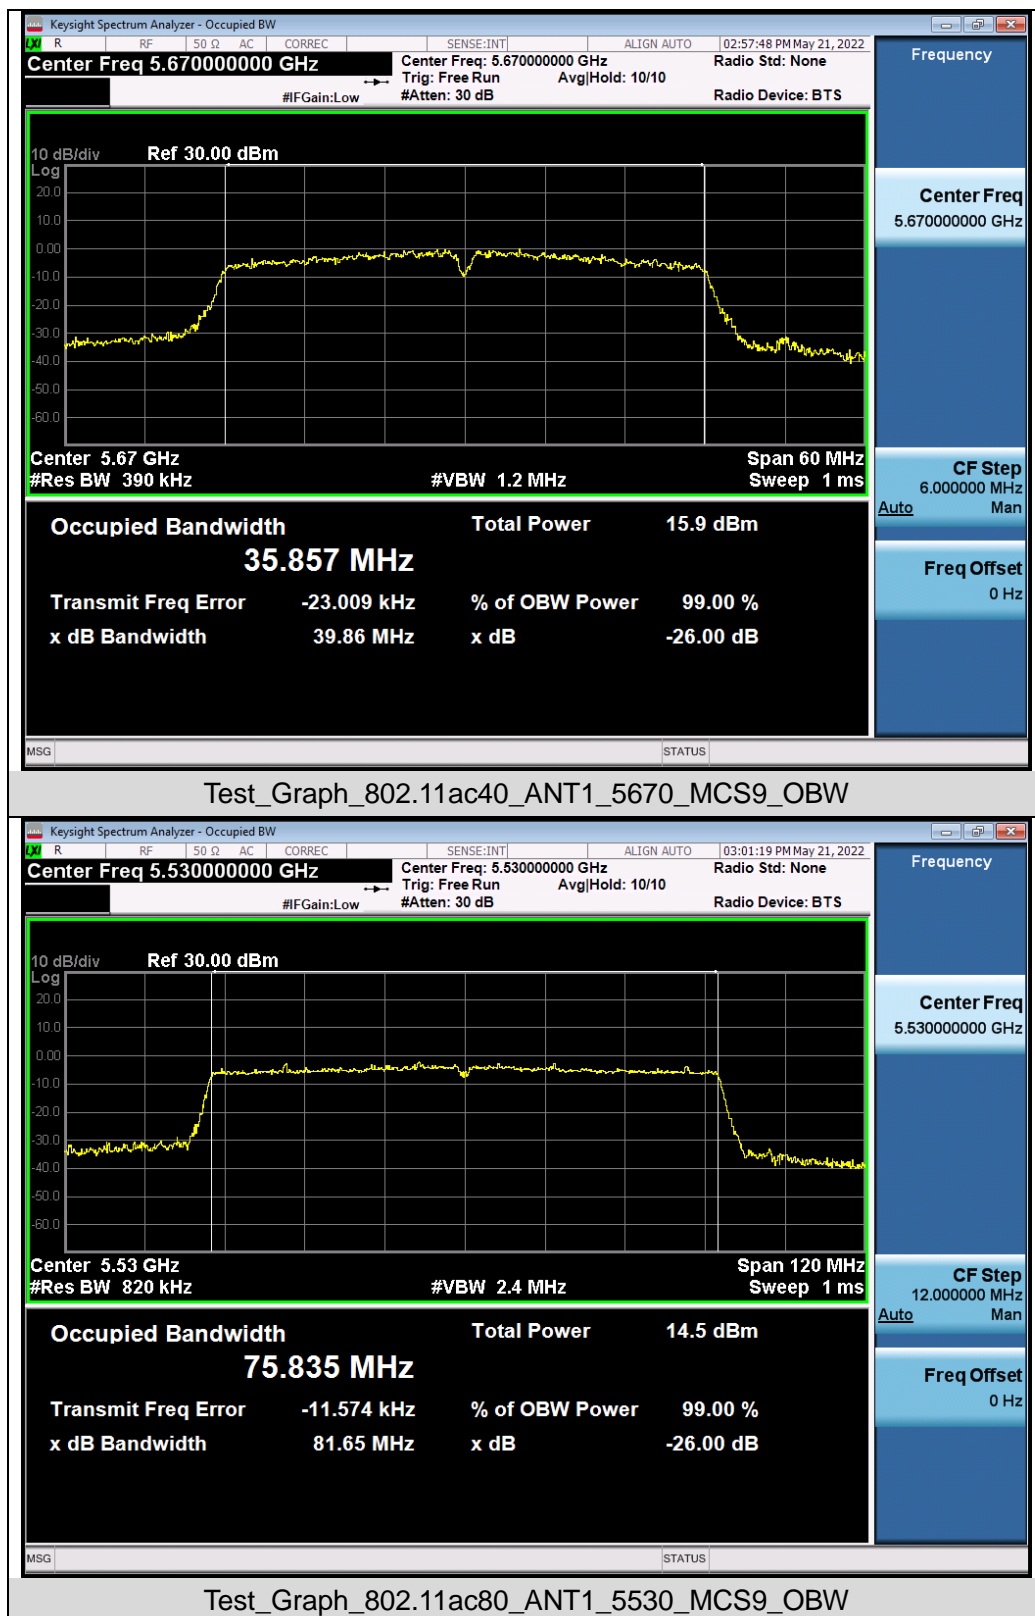 Keysight Spectrum Analyzer - Occupied BW
LXI R RF 50 Ω AC CORREC SENSE:INT ALIGN AUTO 02:57:48 PM May 21, 2022
Center Freq 5.670000000 GHz
Center Freq: 5.670000000 GHz Radio Std: None
Trig: Free Run Avg|Hold: 10/10
#IFGain:Low #Atten: 30 dB Radio Device: BTS
Frequency
10 dB/div Ref 30.00 dBm
Log
20.0
10.0
0.00
-10.0
-20.0
-30.0
-40.0
-50.0
-60.0
Center 5.67 GHz Span 60 MHz
#Res BW 390 kHz #VBW 1.2 MHz Sweep 1 ms
Center Freq
5.670000000 GHz
CF Step
6.000000 MHz
Auto Man
Freq Offset
0 Hz
Occupied Bandwidth Total Power 15.9 dBm
35.857 MHz
Transmit Freq Error -23.009 kHz % of OBW Power 99.00 %
x dB Bandwidth 39.86 MHz x dB -26.00 dB
MSG STATUS
Test_Graph_802.11ac40_ANT1_5670_MCS9_OBW
Keysight Spectrum Analyzer - Occupied BW
LXI R RF 50 Ω AC CORREC SENSE:INT ALIGN AUTO 03:01:19 PM May 21, 2022
Center Freq 5.530000000 GHz
Center Freq: 5.530000000 GHz Radio Std: None
Trig: Free Run Avg|Hold: 10/10
#IFGain:Low #Atten: 30 dB Radio Device: BTS
Frequency
10 dB/div Ref 30.00 dBm
Log
20.0
10.0
0.00
-10.0
-20.0
-30.0
-40.0
-50.0
-60.0
Center 5.53 GHz Span 120 MHz
#Res BW 820 kHz #VBW 2.4 MHz Sweep 1 ms
Center Freq
5.530000000 GHz
CF Step
12.000000 MHz
Auto Man
Freq Offset
0 Hz
Occupied Bandwidth Total Power 14.5 dBm
75.835 MHz
Transmit Freq Error -11.574 kHz % of OBW Power 99.00 %
x dB Bandwidth 81.65 MHz x dB -26.00 dB
MSG STATUS
Test_Graph_802.11ac80_ANT1_5530_MCS9_OBW